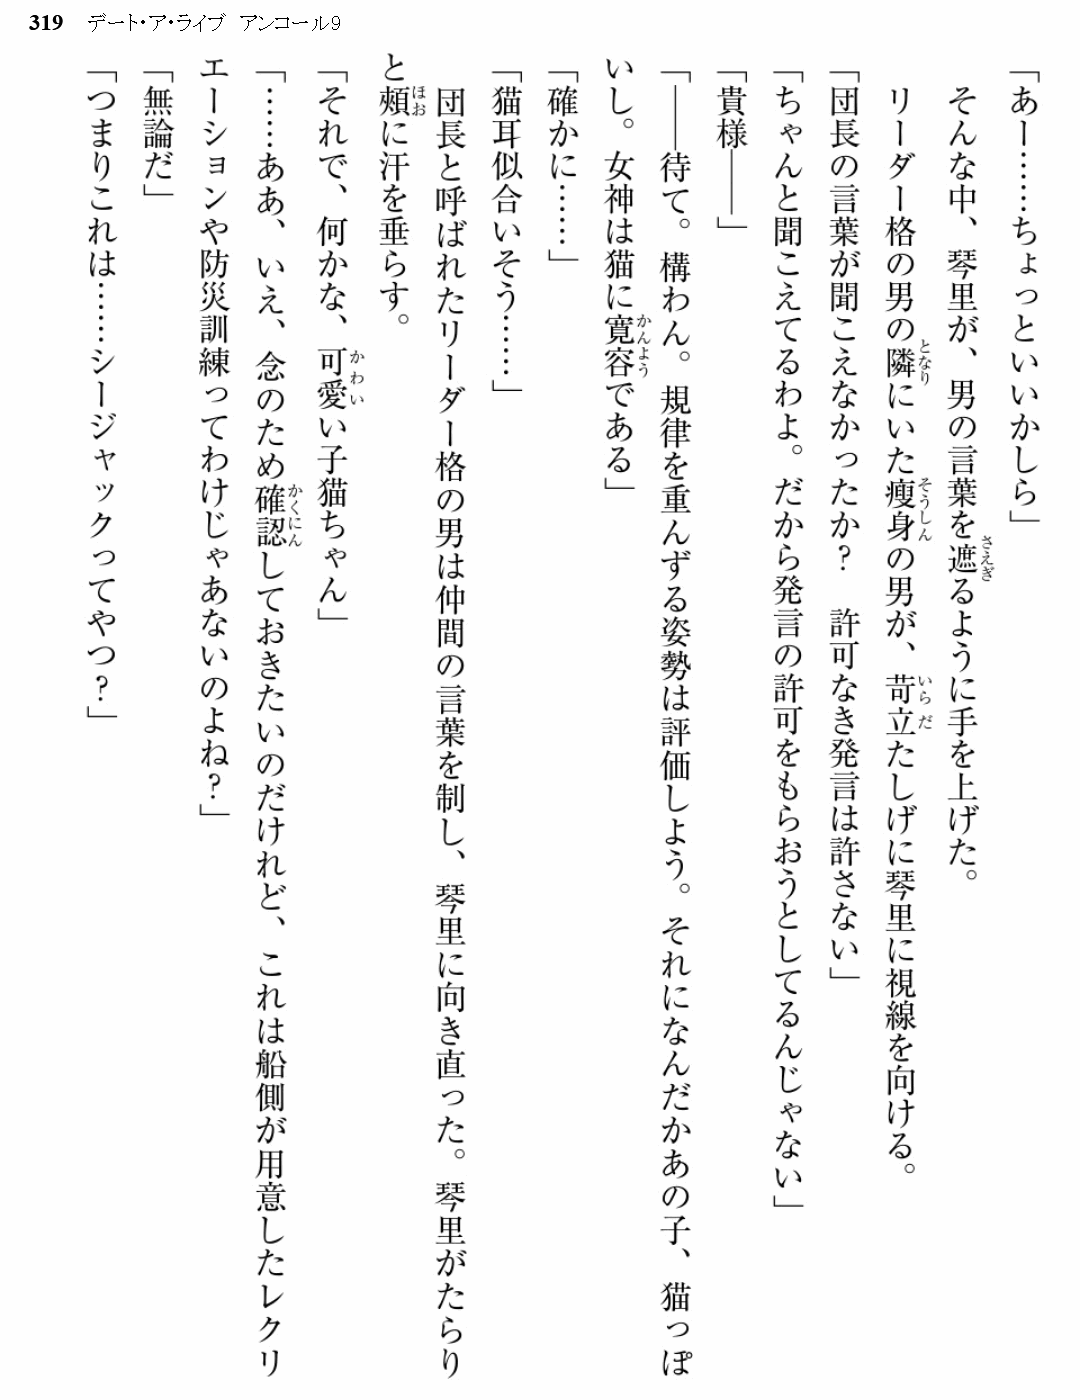 319 デート・ア・ライブ アンコール9
「あー……ちょっといいかしら」
そんな中、琴里が、男の言葉を遮るように手を上げた。
リーダー格の男の隣にいた痩身の男が、苛立たしげに琴里に視線を向ける。
「団長の言葉が聞こえなかったか？　許可なき発言は許さない」
「ちゃんと聞こえてるわよ。だから発言の許可をもらおうとしてるんじゃない」
「貴様――」
「――待て。構わん。規律を重んずる姿勢は評価しよう。それになんだかあの子、猫っぽ
いし。女神は猫に寛容である」
「確かに……」
「猫耳似合いそう……」
団長と呼ばれたリーダー格の男は仲間の言葉を制し、琴里に向き直った。琴里がたらり
と頬に汗を垂らす。
「それで、何かな、可愛い子猫ちゃん」
「……ああ、いえ、念のため確認しておきたいのだけれど、これは船側が用意したレクリ
エーションや防災訓練ってわけじゃあないのよね？」
「無論だ」
「つまりこれは……シージャックってやつ？」